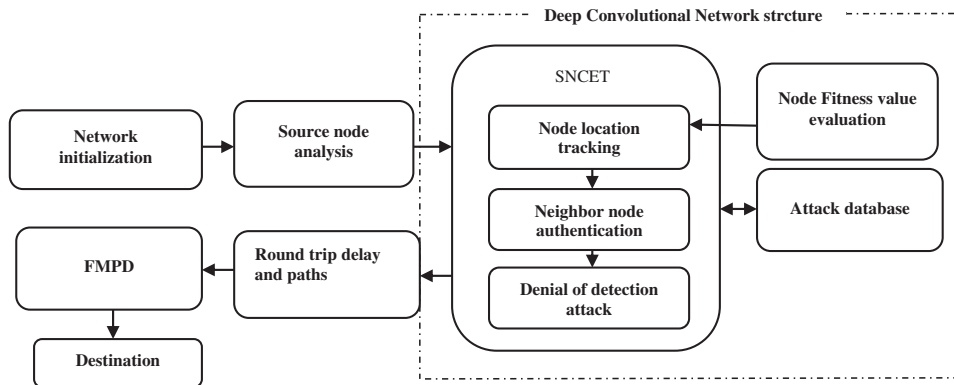 Deep Convolutional Network strcture
SNCET
Network
initialization
Source node
analysis
Node location
tracking
Node Fitness value
evaluation
Neighbor node
authentication
Attack database
Denial of detection
attack
Round trip delay
and paths
FMPD
Destination